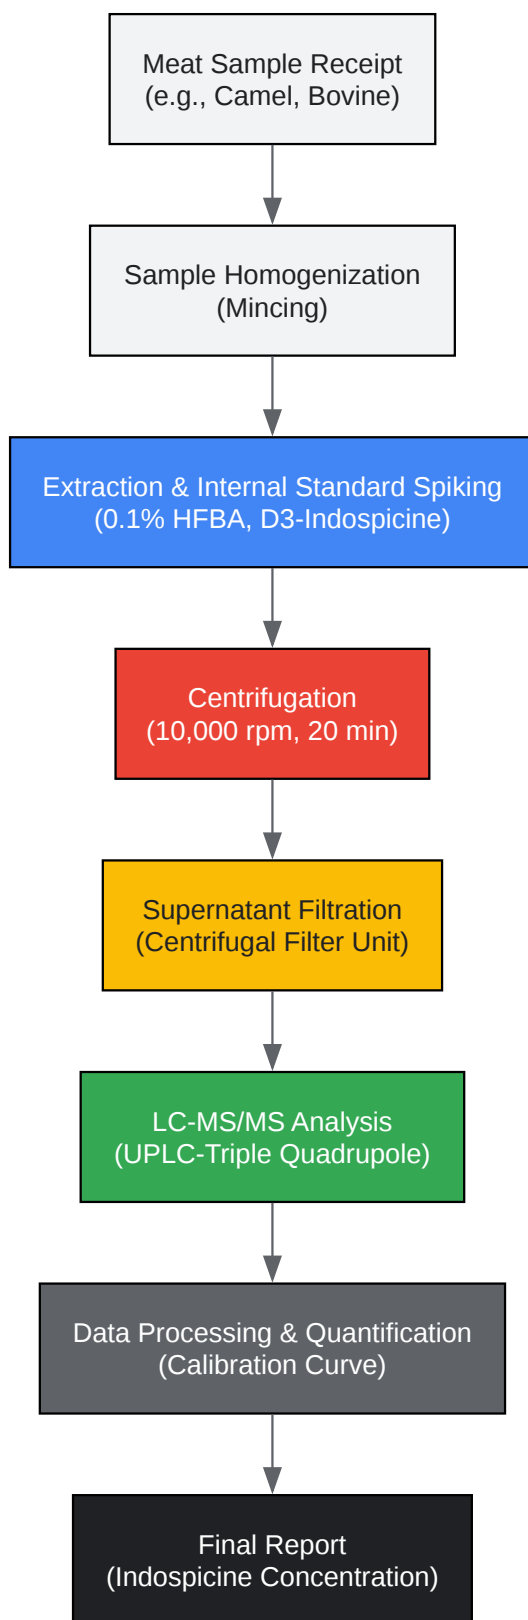 Meat Sample Receipt
(e.g., Camel, Bovine)
Sample Homogenization
(Mincing)
Extraction & Internal Standard Spiking
(0.1% HFBA, D3-Indospicine)
Centrifugation
(10,000 rpm, 20 min)
Supernatant Filtration
(Centrifugal Filter Unit)
LC-MS/MS Analysis
(UPLC-Triple Quadrupole)
Data Processing & Quantification
(Calibration Curve)
Final Report
(Indospicine Concentration)